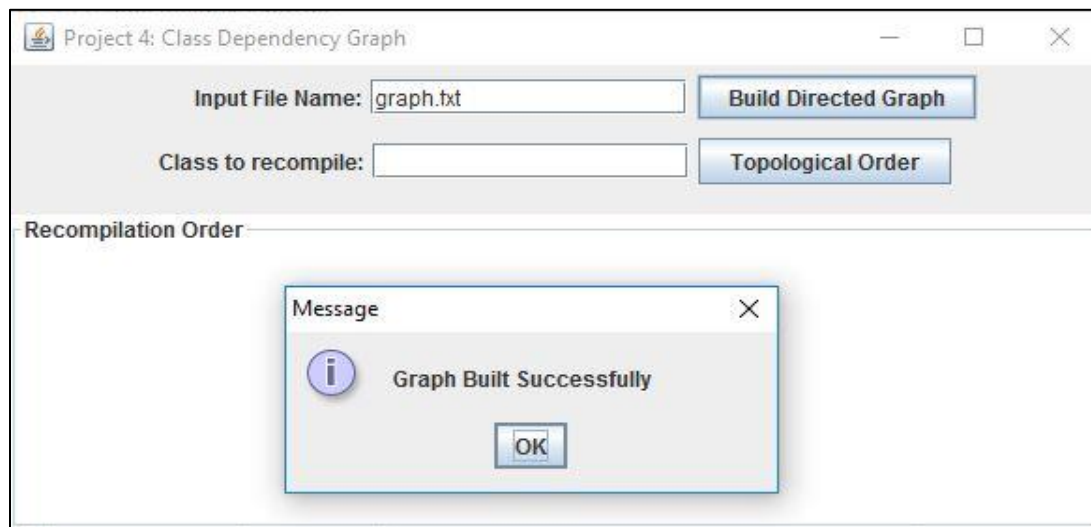 Project 4: Class Dependency Graph
Input File Name: graph.txt Build Directed Graph
Class to recompile: Topological Order
Recompilation Order
Message
Graph Built Successfully
OK